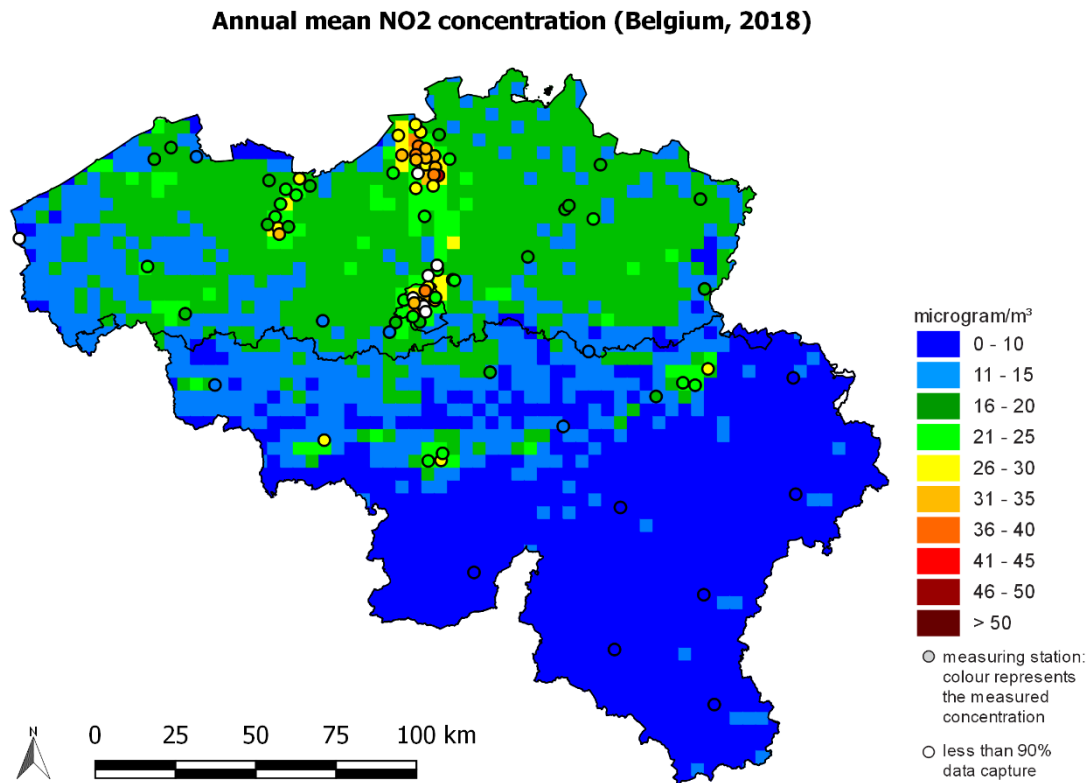 Annual mean NO2 concentration (Belgium, 2018)
microgram/m³
0 - 10
11 - 15
16 - 20
21 - 25
26 - 30
31 - 35
36 - 40
41 - 45
46 - 50
> 50
measuring station:
colour represents
the measured
concentration
less than 90%
data capture
N
0 25 50 75 100 km